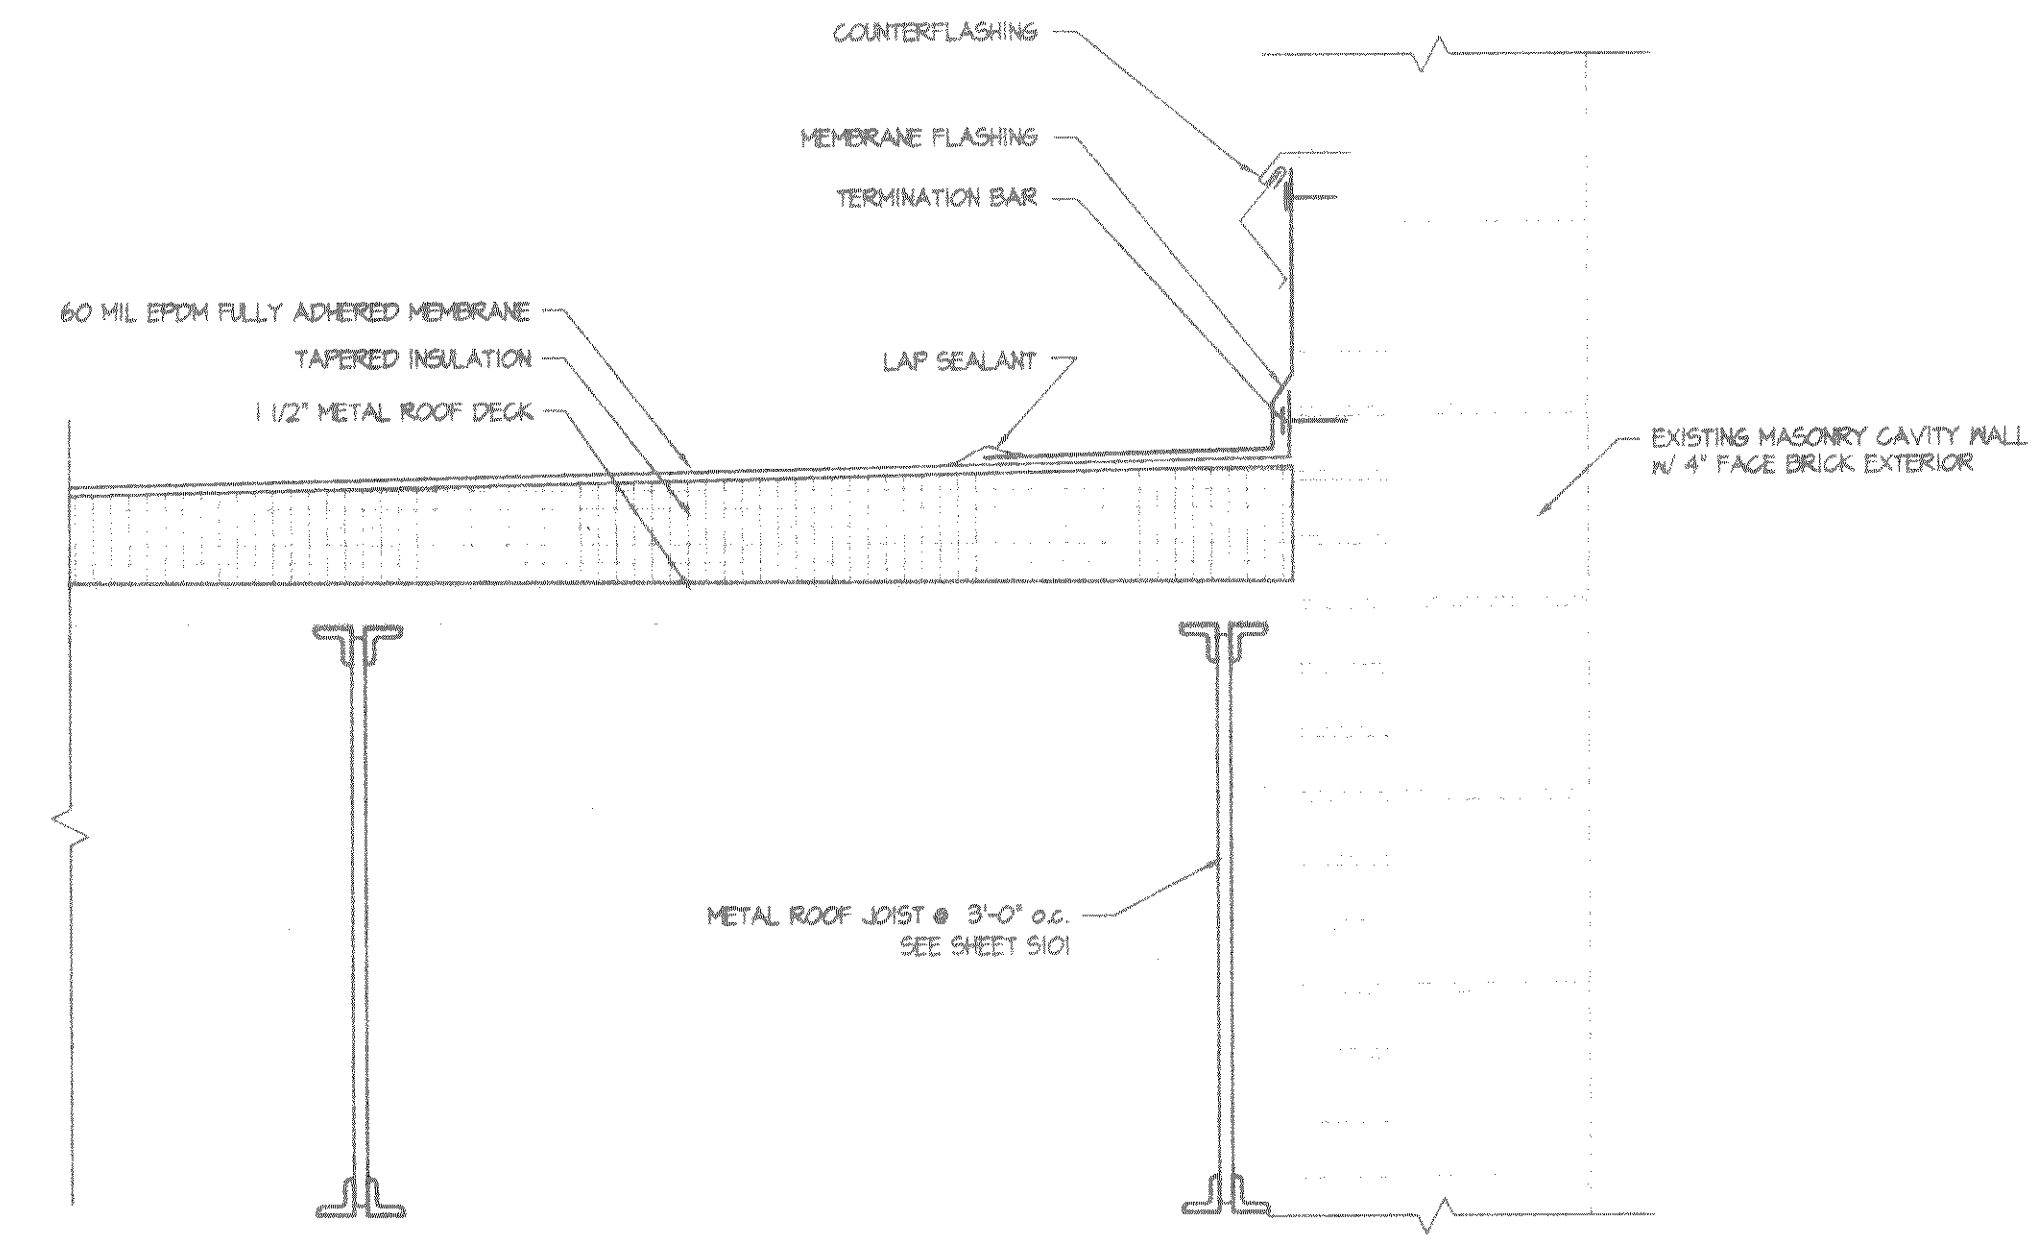 COUNTERFLASHING
MEMBRANE FLASHING
TERMINATION BAR
60 MIL EPDM FULLY ADHERED MEMBRANE
TAPERED INSULATION
LAP SEALANT
1 1/2" METAL ROOF DECK
EXISTING MASONRY CAVITY WALL
w/ 4" FACE BRICK EXTERIOR
METAL ROOF JOIST @ 3'-0" o.c.
SEE SHEET S101